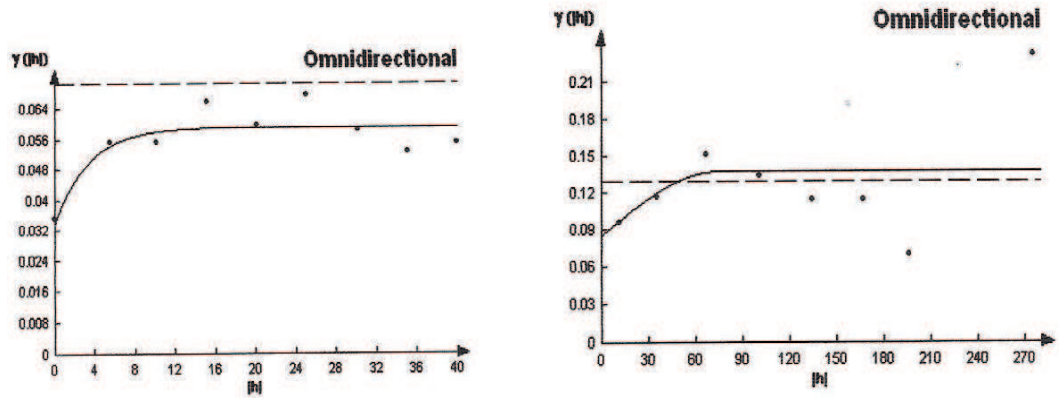 γ (|h|)
Omnidirectional
0.064
0.056
0.048
0.04
0.032
0.024
0.016
0.008
0
0 4 8 12 16 20 24 28 32 36 40
|h|
γ (|h|)
Omnidirectional
0.21
0.18
0.15
0.12
0.09
0.06
0.03
0
0 30 60 90 120 150 180 210 240 270
|h|